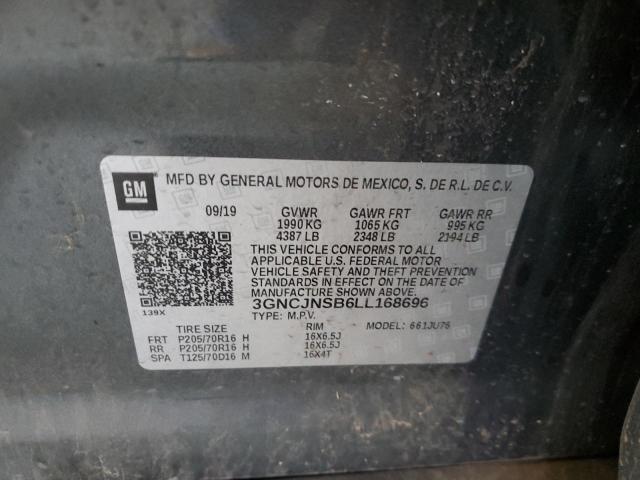 GM
MFD BY GENERAL MOTORS DE MEXICO, S. DE R.L. DE C.V.
09/19 GVWR GAWR FRT GAWR RR
1990 KG 1065 KG 995 KG
4387 LB 2348 LB 2194 LB
THIS VEHICLE CONFORMS TO ALL
APPLICABLE U.S. FEDERAL MOTOR
VEHICLE SAFETY AND THEFT PREVENTION
STANDARDS IN EFFECT ON THE DATE OF
MANUFACTURE SHOWN ABOVE.
139X 3GNCJNSB6LL168696
TYPE: M.P.V. MODEL: 661JU76
TIRE SIZE RIM
FRT P205/70R16 H 16X6.5J
RR P205/70R16 H 16X6.5J
SPA T125/70D16 M 16X4T